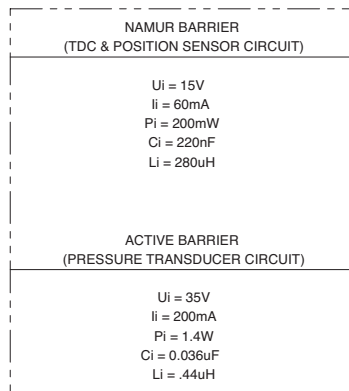 NAMUR BARRIER
(TDC & POSITION SENSOR CIRCUIT)
Ui = 15V
Ii = 60mA
Pi = 200mW
Ci = 220nF
Li = 280uH
ACTIVE BARRIER
(PRESSURE TRANSDUCER CIRCUIT)
Ui = 35V
Ii = 200mA
Pi = 1.4W
Ci = 0.036uF
Li = .44uH